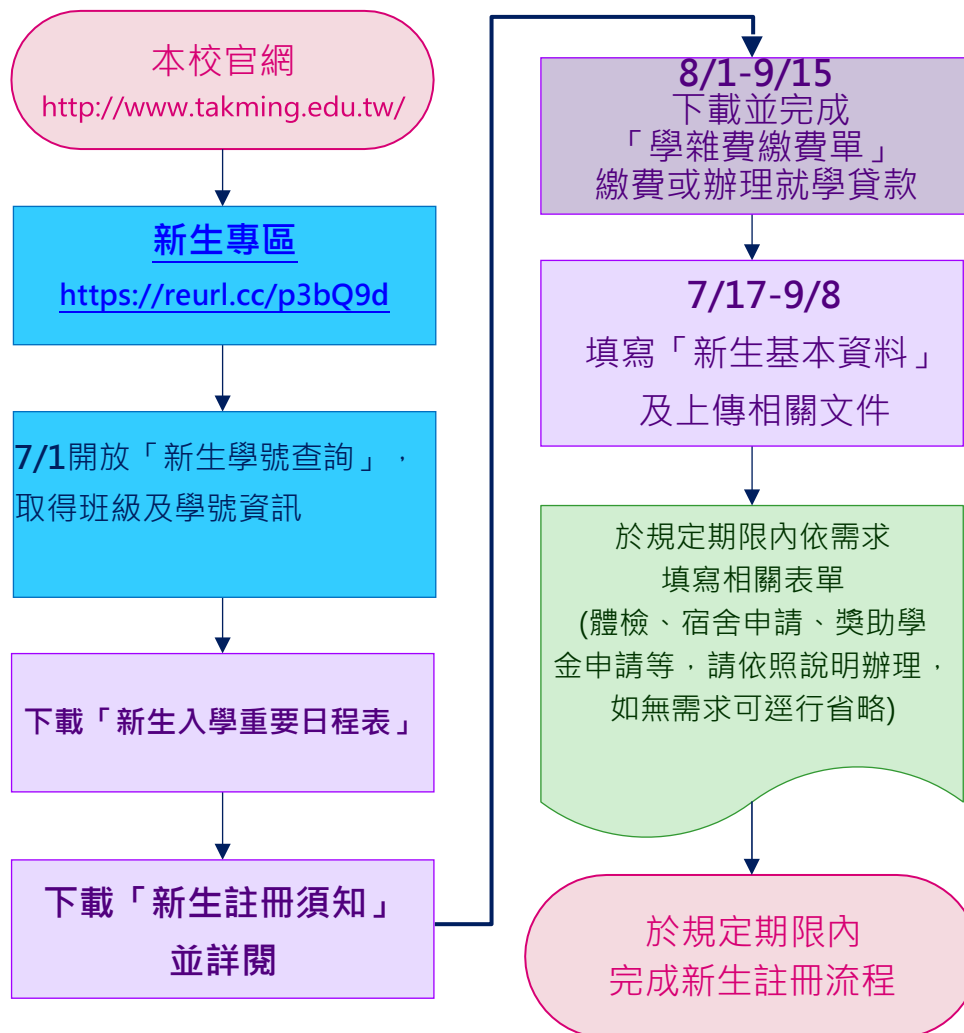 本校官網
http://www.takming.edu.tw/
新生專區
https://reurl.cc/p3bQ9d
7/1開放「新生學號查詢」，
取得班級及學號資訊
下載「新生入學重要日程表」
下載「新生註冊須知」
並詳閱
8/1-9/15
下載並完成
「學雜費繳費單」
繳費或辦理就學貸款
7/17-9/8
填寫「新生基本資料」
及上傳相關文件
於規定期限內依需求
填寫相關表單
(體檢、宿舍申請、獎助學
金申請等，請依照說明辦理，
如無需求可逕行省略)
於規定期限內
完成新生註冊流程